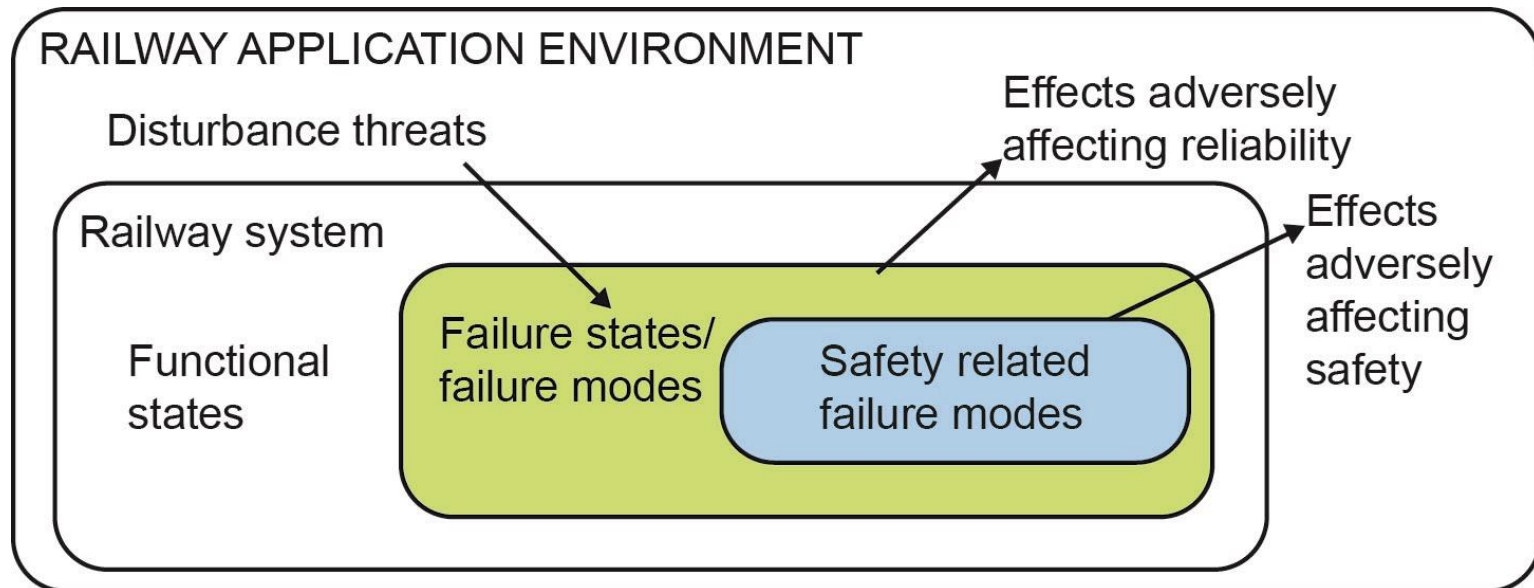 RAILWAY APPLICATION ENVIRONMENT
Disturbance threats
Effects adversely
affecting reliability
Railway system
Effects
adversely
affecting
safety
Functional
states
Failure states/
failure modes
Safety related
failure modes